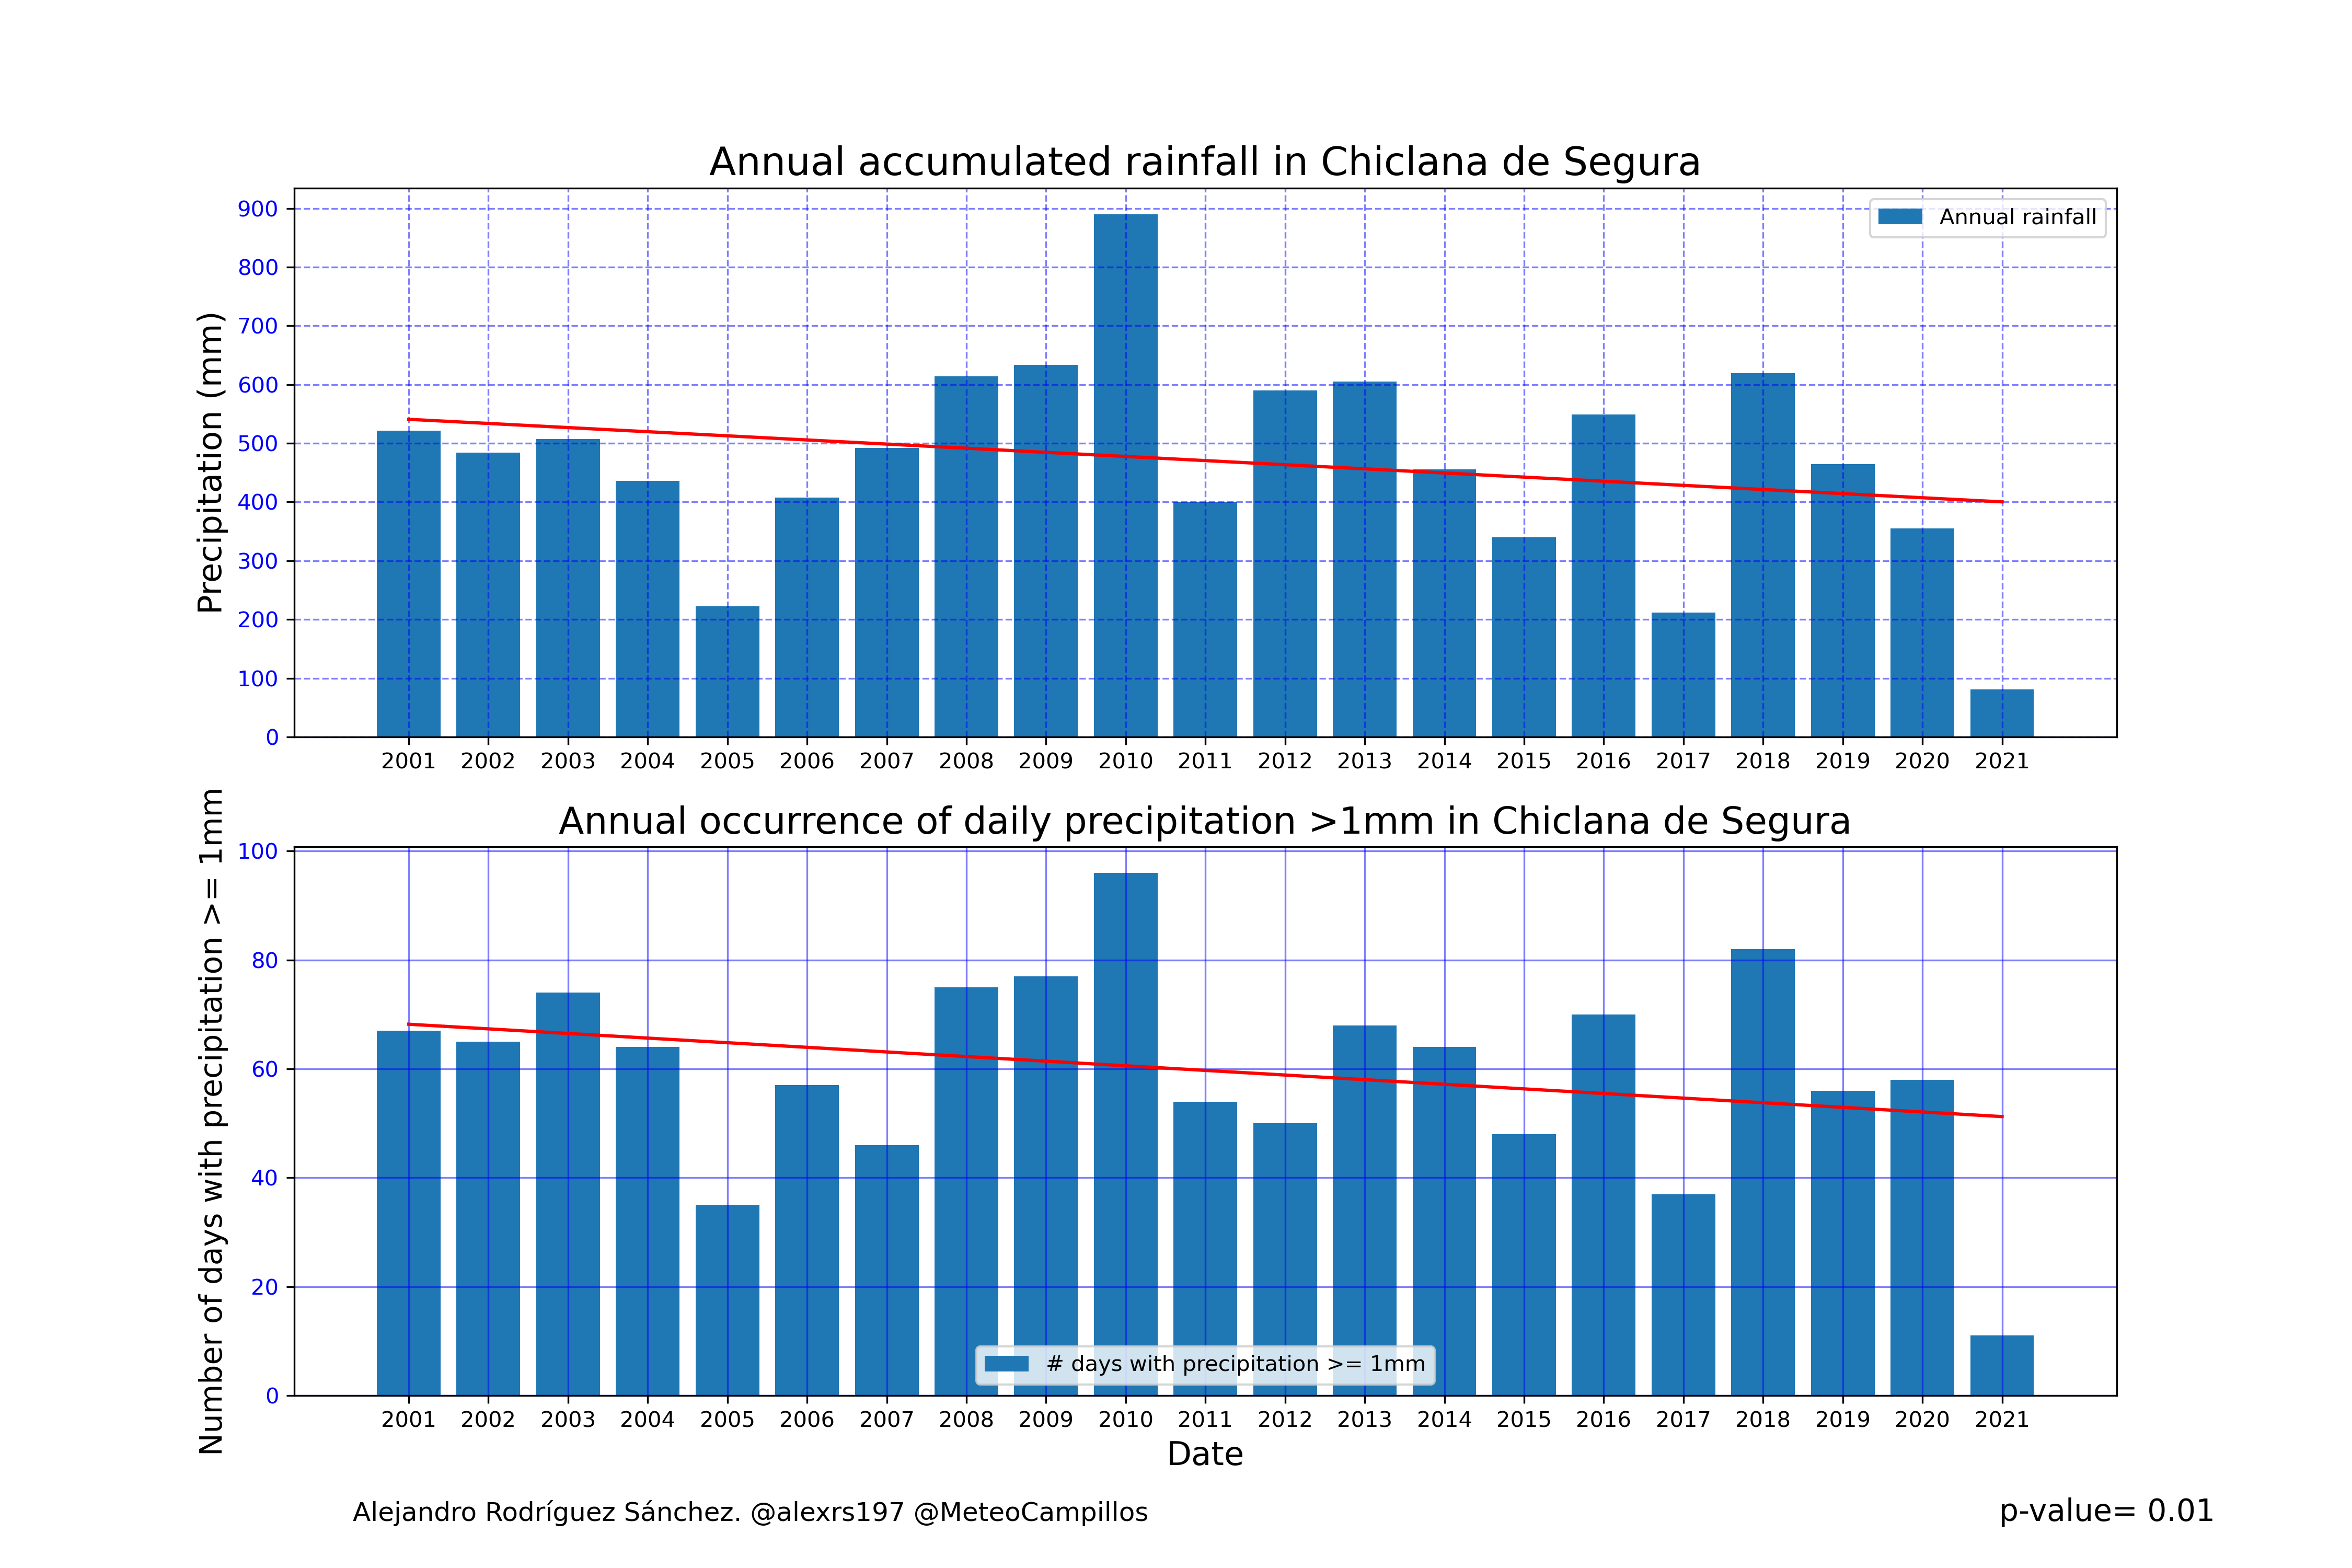 Annual accumulated rainfall in Chiclana de Segura
Precipitation (mm)
900
800
700
600
500
400
300
200
100
0
Annual rainfall
2001 2002 2003 2004 2005 2006 2007 2008 2009 2010 2011 2012 2013 2014 2015 2016 2017 2018 2019 2020 2021
Annual occurrence of daily precipitation >1mm in Chiclana de Segura
Number of days with precipitation >= 1mm
100
80
60
40
20
0
# days with precipitation >= 1mm
2001 2002 2003 2004 2005 2006 2007 2008 2009 2010 2011 2012 2013 2014 2015 2016 2017 2018 2019 2020 2021
Date
Alejandro Rodríguez Sánchez. @alexrs197 @MeteoCampillos
p-value= 0.01